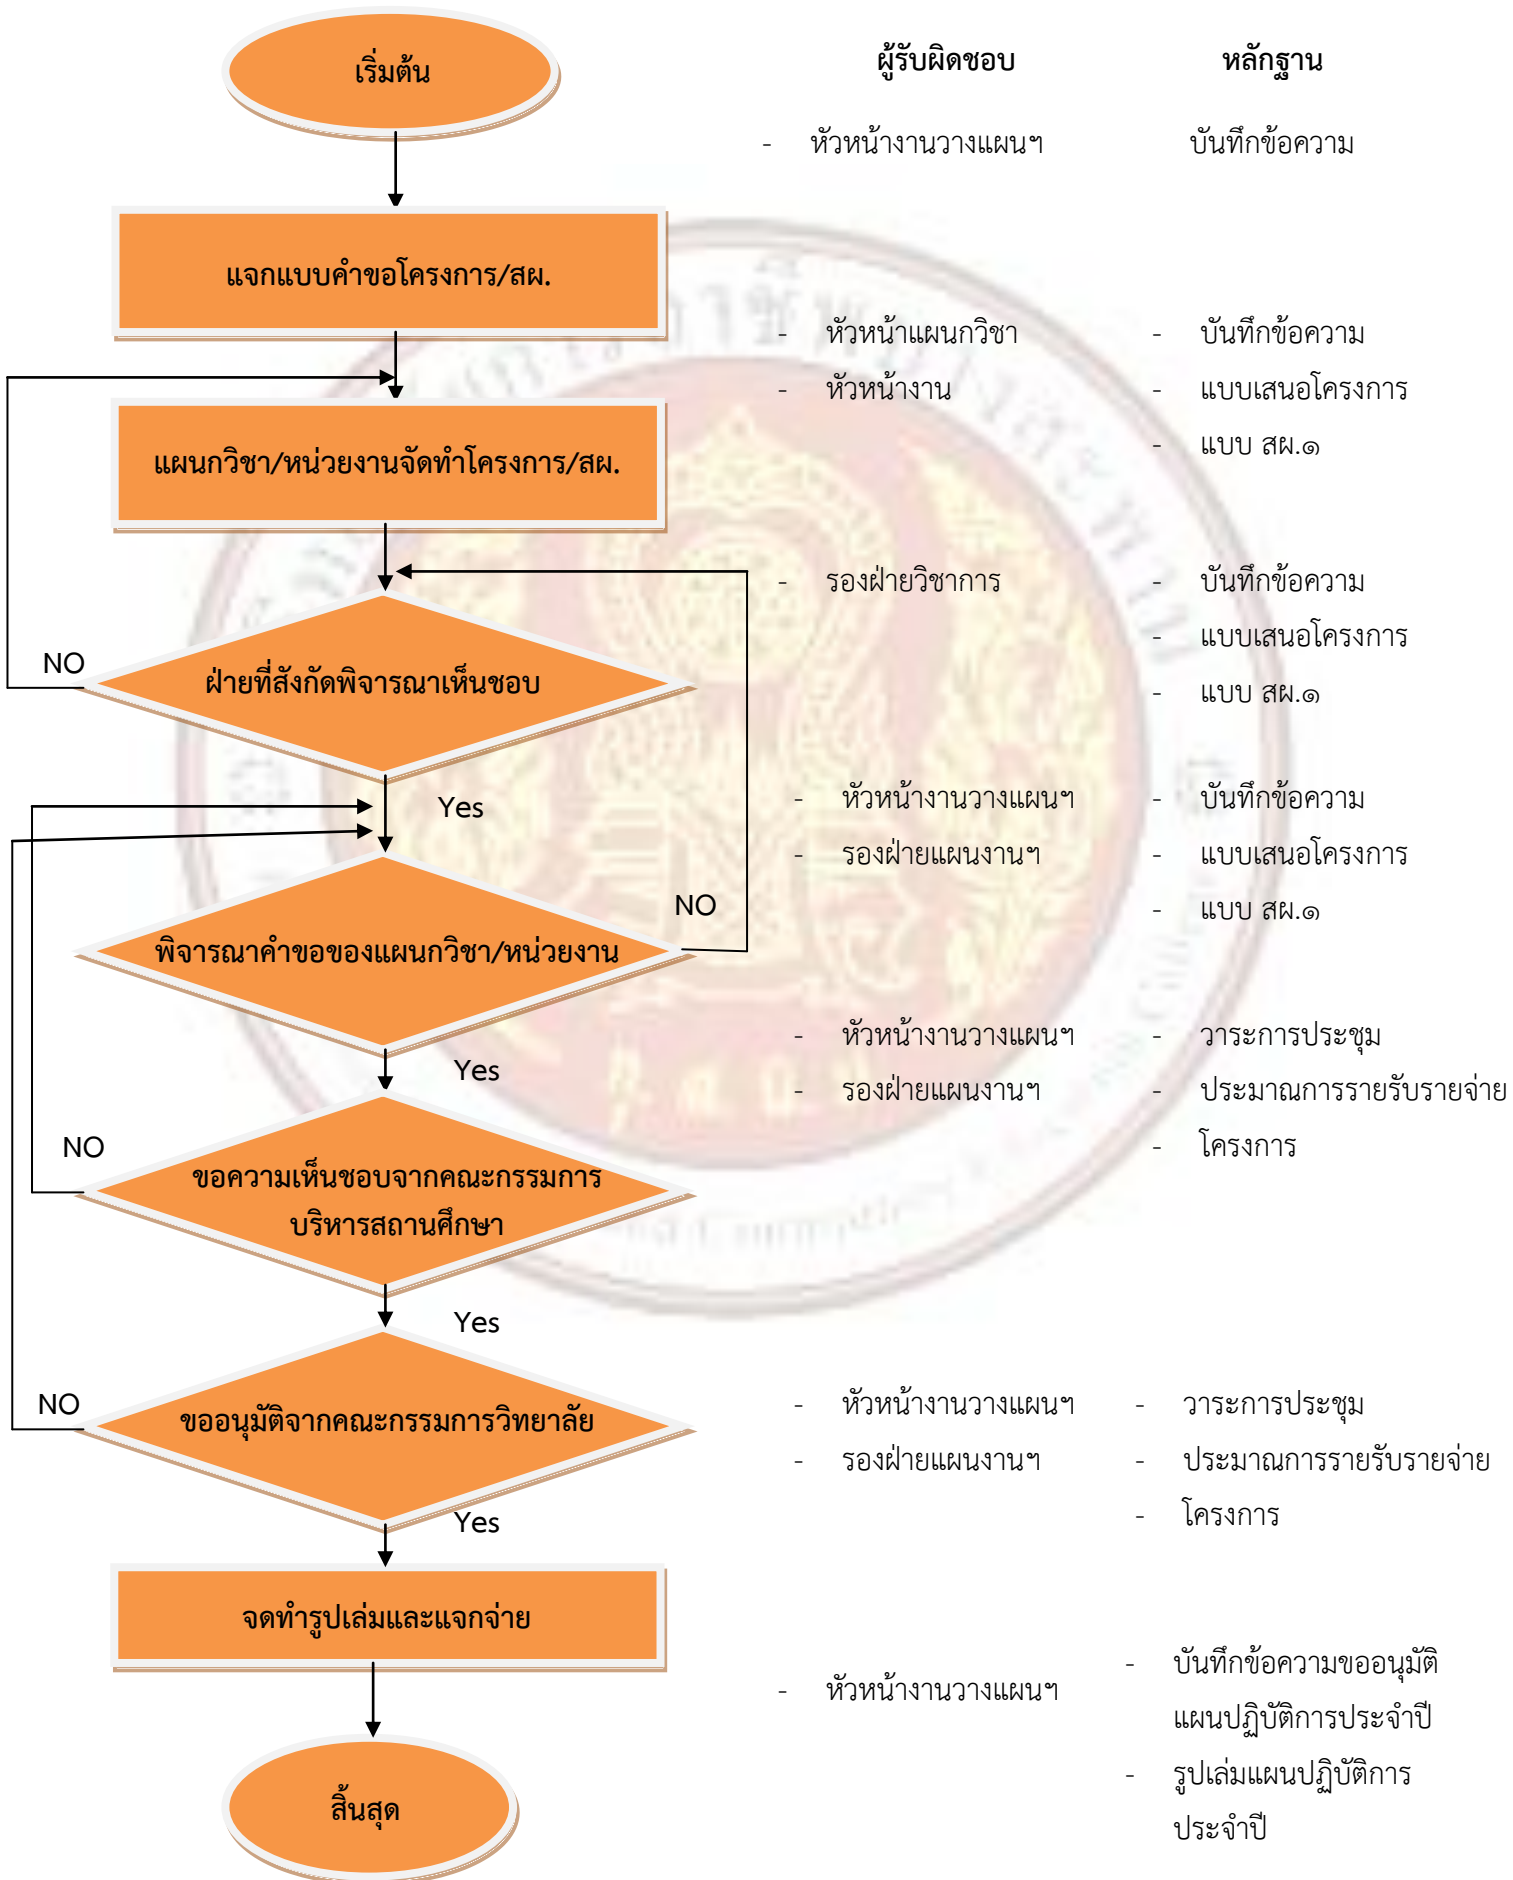 เริ่มต้น
ผู้รับผิดชอบ หลักฐาน
- หัวหน้างานวางแผนฯ บันทึกข้อความ
แจกแบบคำขอโครงการ/สผ.
- หัวหน้าแผนกวิชา - บันทึกข้อความ
- หัวหน้างาน - แบบเสนอโครงการ
- แบบ สผ.๑
แผนกวิชา/หน่วยงานจัดทำโครงการ/สผ.
- รองฝ่ายวิชาการ - บันทึกข้อความ
- แบบเสนอโครงการ
NO
ฝ่ายที่สังกัดพิจารณาเห็นชอบ
- แบบ สผ.๑
Yes
- หัวหน้างานวางแผนฯ - บันทึกข้อความ
- รองฝ่ายแผนงานฯ - แบบเสนอโครงการ
NO
- แบบ สผ.๑
พิจารณาคำขอของแผนกวิชา/หน่วยงาน
- หัวหน้างานวางแผนฯ - วาระการประชุม
Yes
- รองฝ่ายแผนงานฯ - ประมาณการรายรับรายจ่าย
NO
- โครงการ
ขอความเห็นชอบจากคณะกรรมการ
บริหารสถานศึกษา
Yes
NO
- หัวหน้างานวางแผนฯ - วาระการประชุม
ขออนุมัติจากคณะกรรมการวิทยาลัย
- รองฝ่ายแผนงานฯ - ประมาณการรายรับรายจ่าย
- โครงการ
Yes
จดทำรูปเล่มและแจกจ่าย
- หัวหน้างานวางแผนฯ - บันทึกข้อความขออนุมัติ
แผนปฏิบัติการประจำปี
- รูปเล่มแผนปฏิบัติการ
ประจำปี
สิ้นสุด